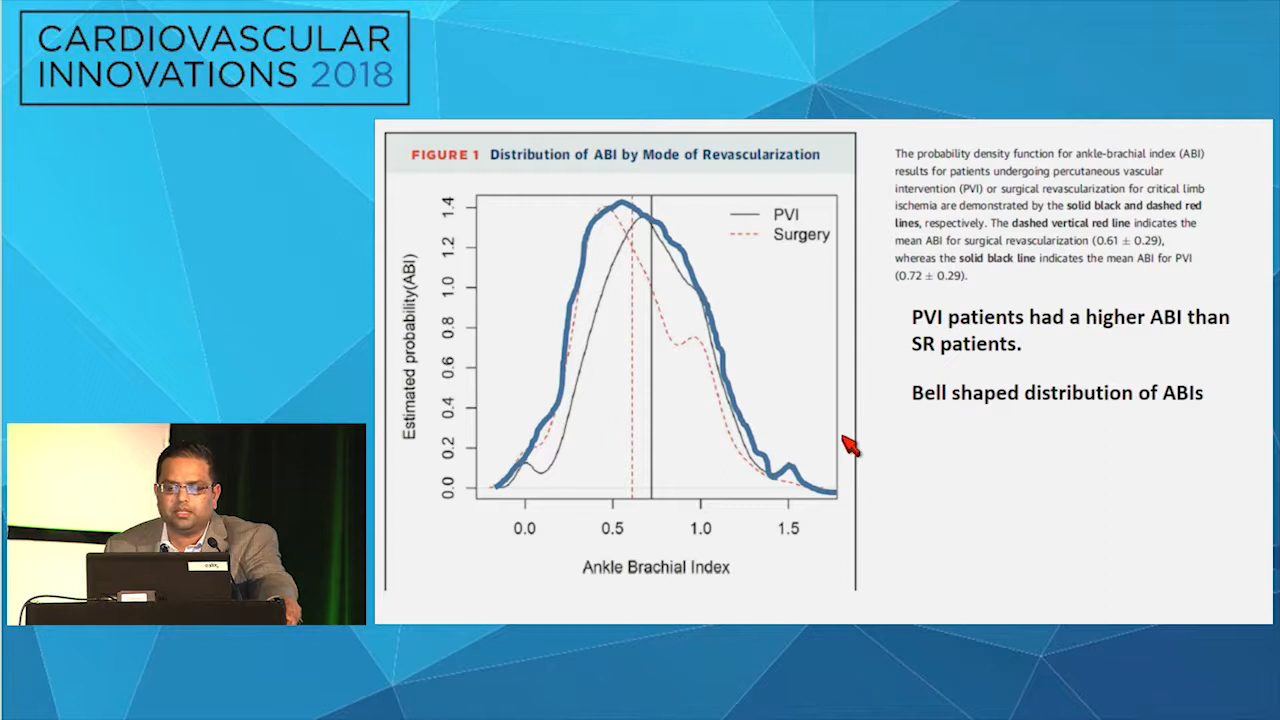 CARDIOVASCULAR
INNOVATIONS 2018
FIGURE 1 Distribution of ABI by Mode of Revascularization
PVI
Surgery
Estimated probability(ABI)
1.4
1.2
1.0
0.8
0.6
0.4
0.2
0.0
0.0 0.5 1.0 1.5
Ankle Brachial Index
The probability density function for ankle-brachial index (ABI)
results for patients undergoing percutaneous vascular
intervention (PVI) or surgical revascularization for critical limb
ischemia are demonstrated by the solid black and dashed red
lines, respectively. The dashed vertical red line indicates the
mean ABI for surgical revascularization (0.61 ± 0.29),
whereas the solid black line indicates the mean ABI for PVI
(0.72 ± 0.29).
PVI patients had a higher ABI than
SR patients.
Bell shaped distribution of ABIs